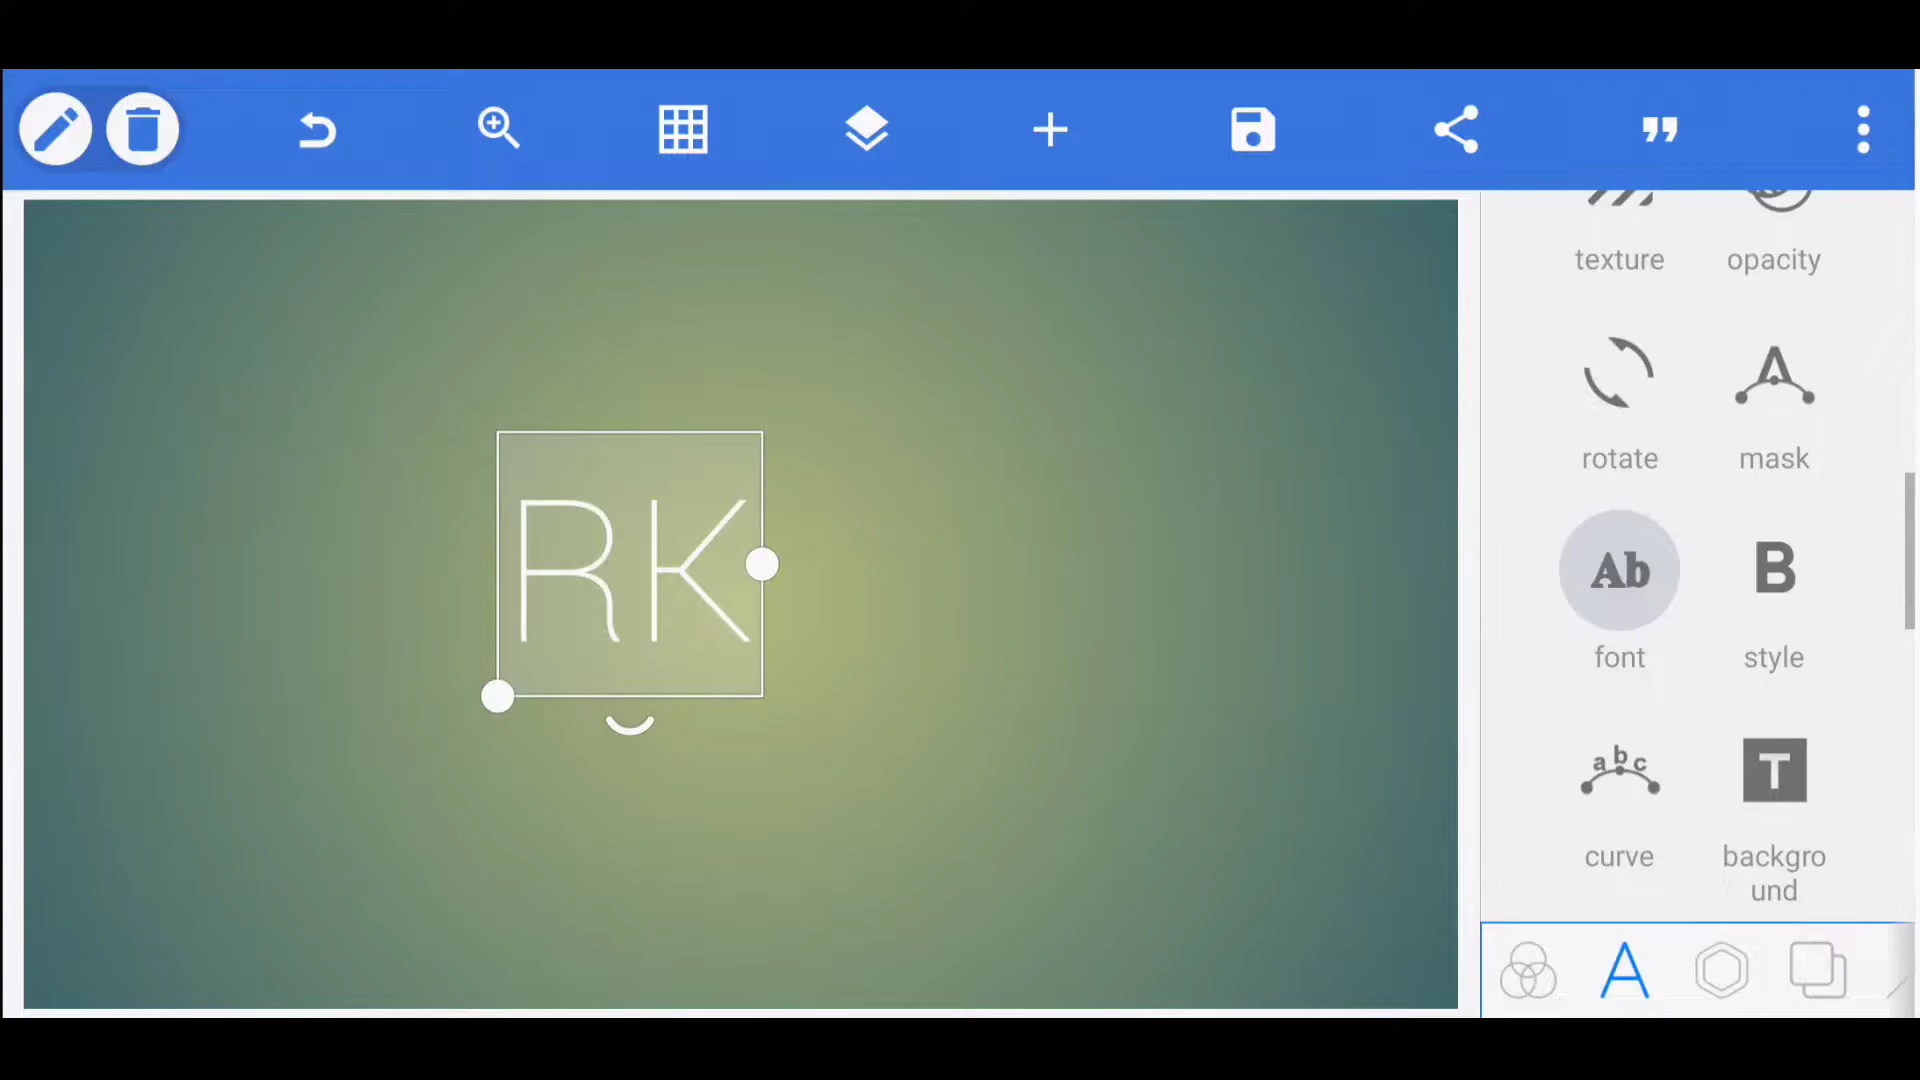 texture opacity
RK
rotate mask
Ab B
font style
abc T
curve backgro
und
A